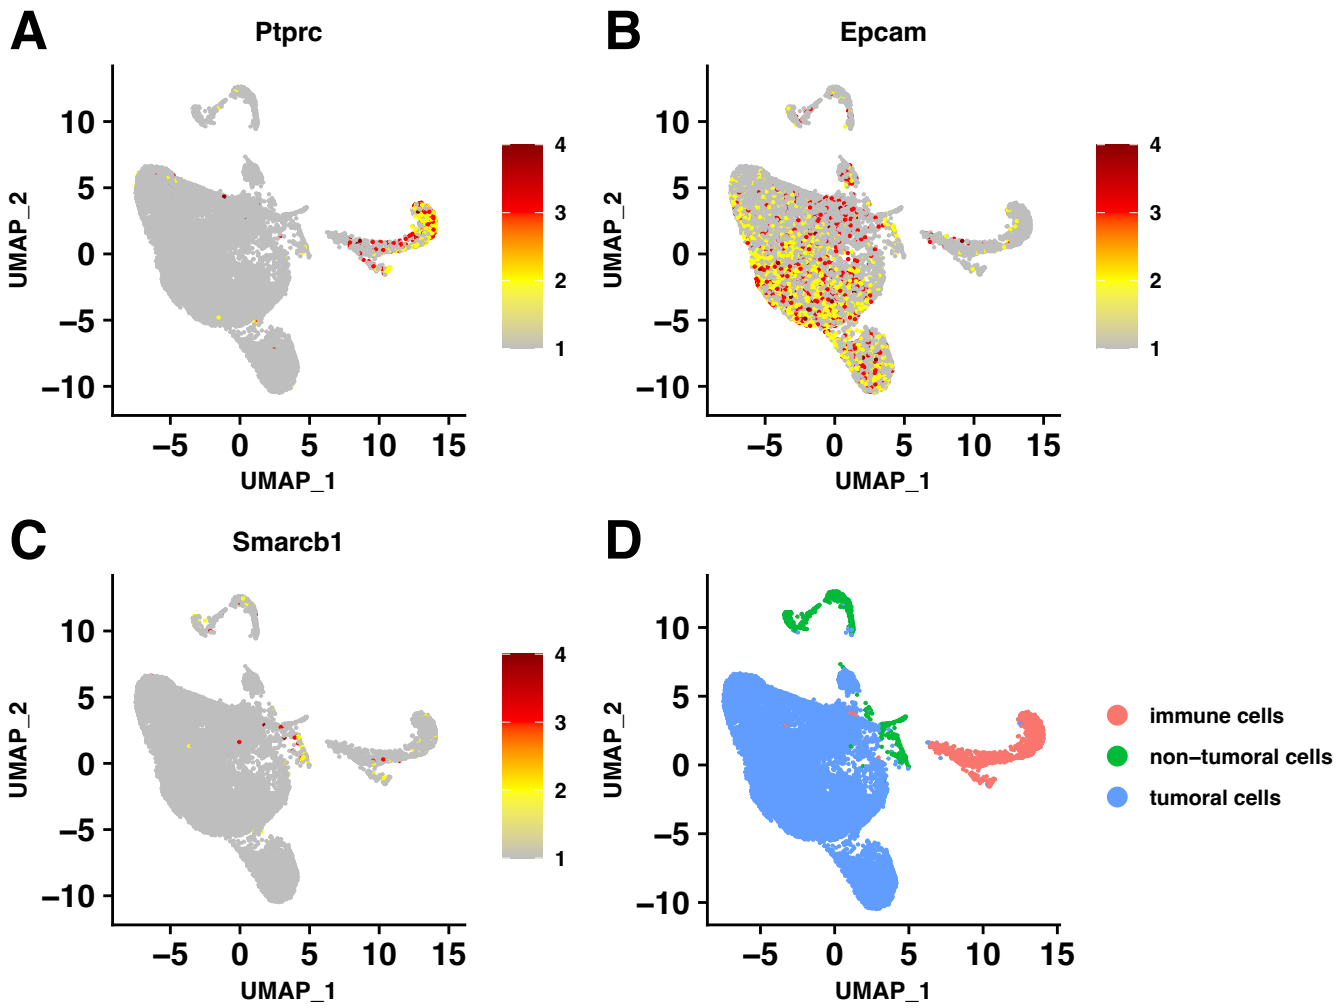 A
Ptprc
10
5
0
−5
−10
UMAP_2
−5 0 5 10 15
UMAP_1
4
3
2
1
B
Epcam
10
5
0
−5
−10
UMAP_2
−5 0 5 10 15
UMAP_1
4
3
2
1
C
Smarcb1
10
5
0
−5
−10
UMAP_2
−5 0 5 10 15
UMAP_1
4
3
2
1
D
10
5
0
−5
−10
UMAP_2
−5 0 5 10 15
UMAP_1
immune cells
non−tumoral cells
tumoral cells